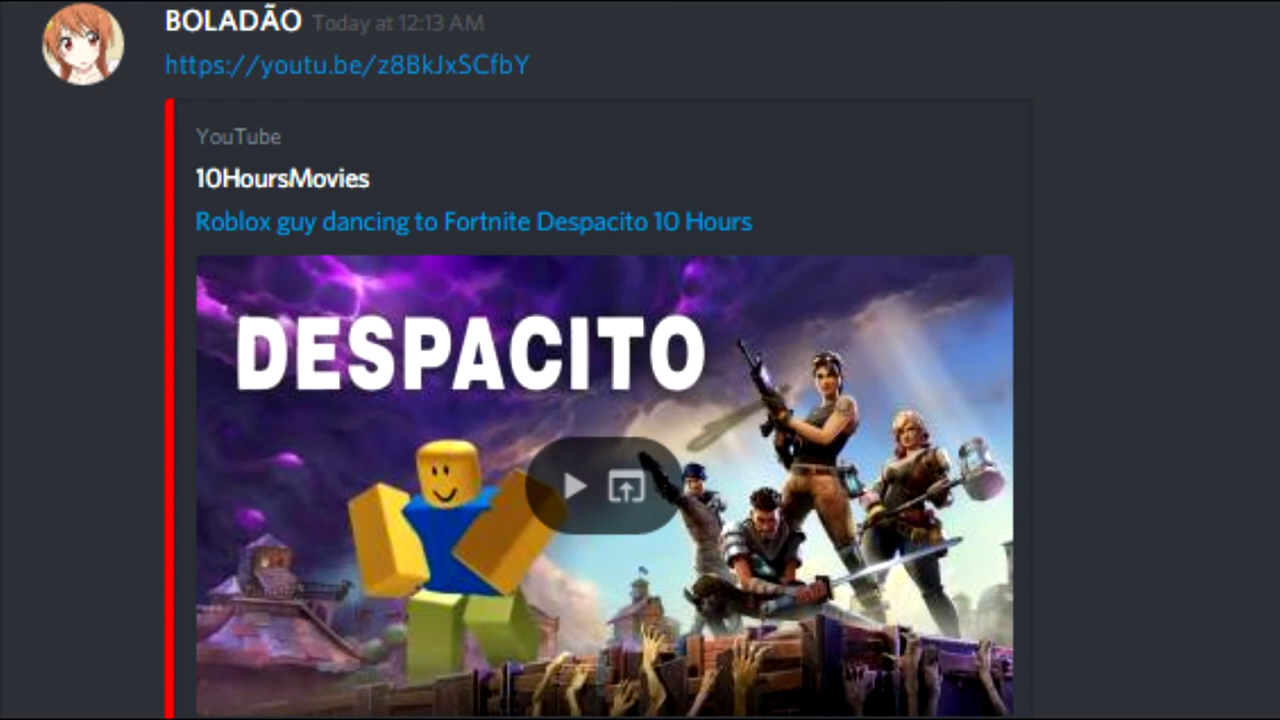 BOLADÃO Today at 12:13 AM
https://youtu.be/z8BkJxSCfbY
YouTube
10HoursMovies
Roblox guy dancing to Fortnite Despacito 10 Hours
DESPACITO